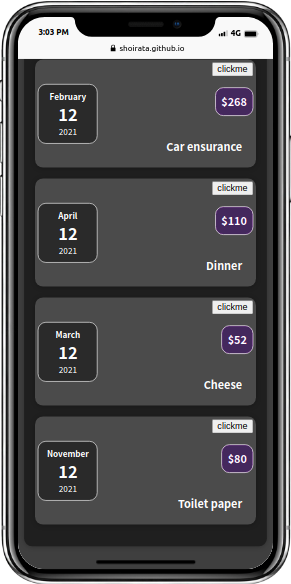 3:03 PM
4G
shoirata.github.io
clickme
February
12
2021
$268
Car ensurance
clickme
April
12
2021
$110
Dinner
clickme
March
12
2021
$52
Cheese
clickme
November
12
2021
$80
Toilet paper